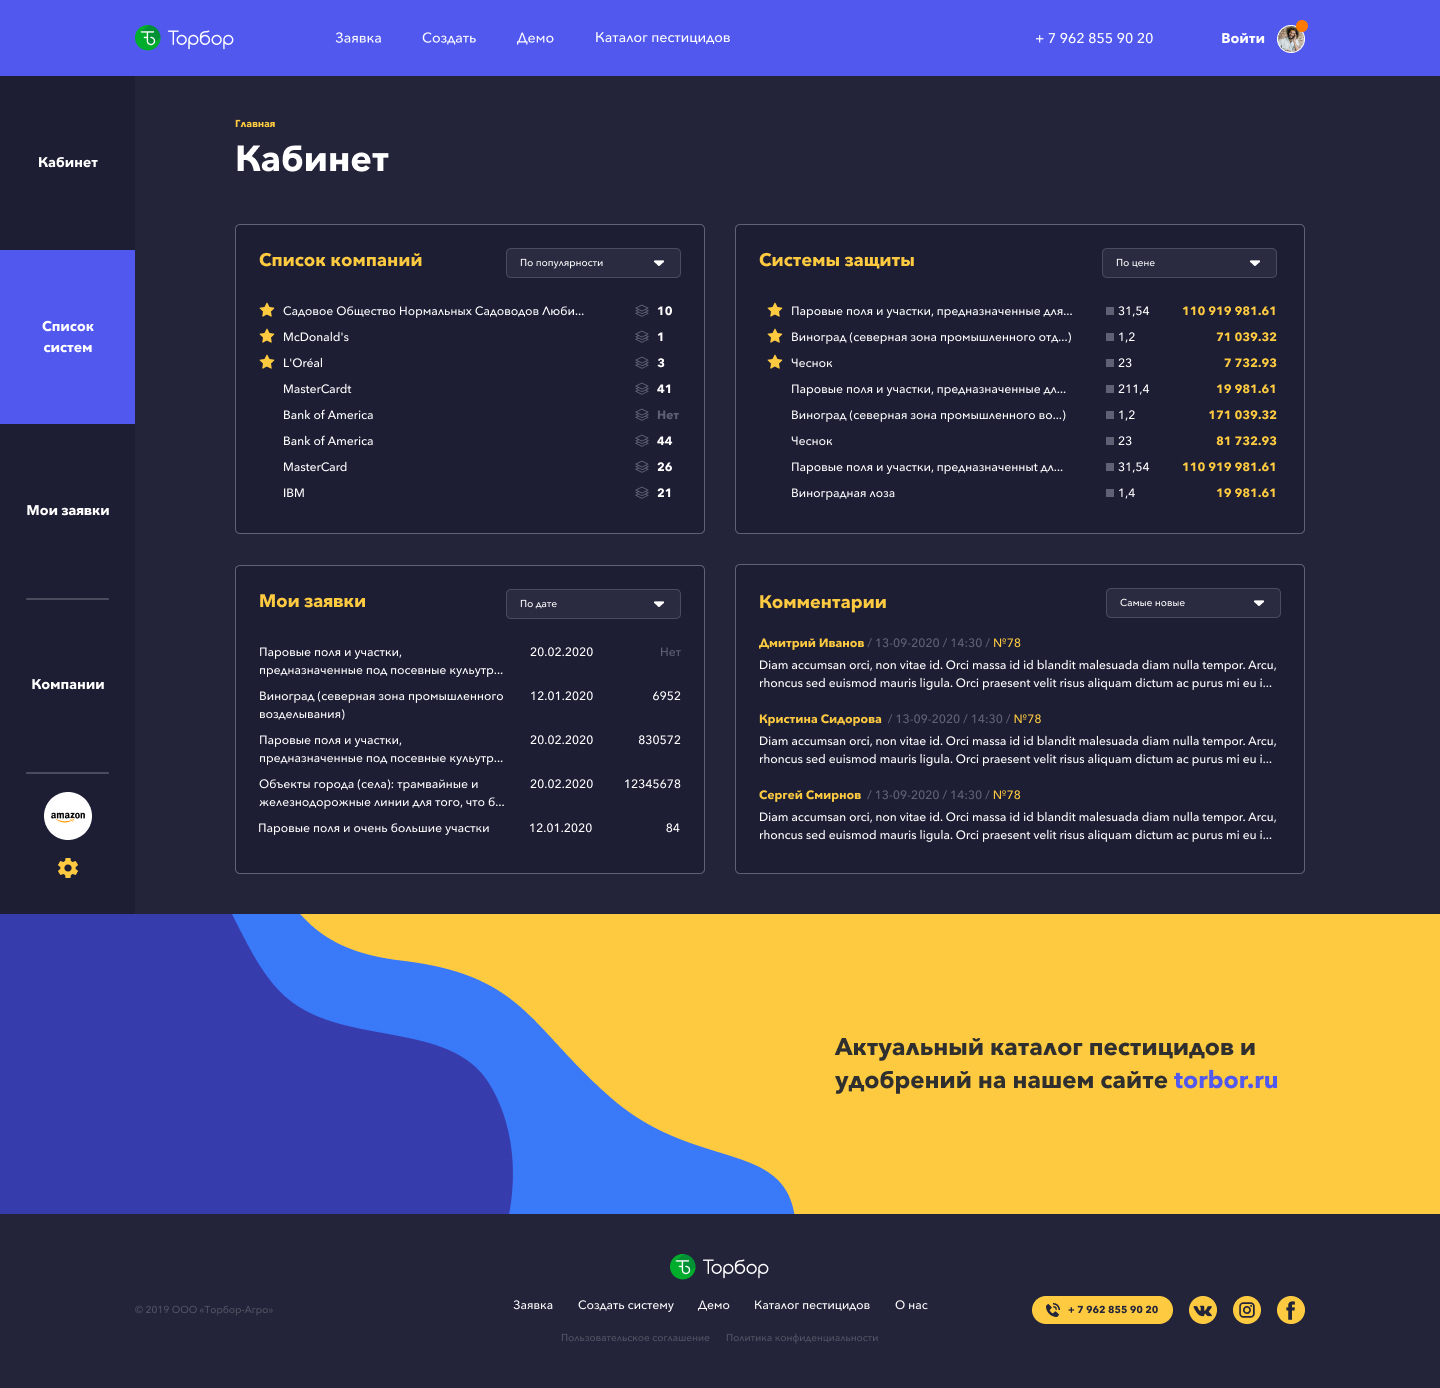 Торбор
Заявка
Создать
Демо
Каталог пестицидов
+ 7 962 855 90 20
Войти
Кабинет
Список
систем
Мои заявки
Компании
amazon
Главная
Кабинет
Список компаний
По популярности
Садовое Общество Нормальных Садоводов Люби... 10
McDonald's 1
L'Oréal 3
MasterCardt 41
Bank of America Нет
Bank of America 44
MasterCard 26
IBM 21
Системы защиты
По цене
Паровые поля и участки, предназначенные для... 31,54 110 919 981.61
Виноград (северная зона промышленного отд...) 1,2 71 039.32
Чеснок 23 7 732.93
Паровые поля и участки, предназначенные дл... 211,4 19 981.61
Виноград (северная зона промышленного во...) 1,2 171 039.32
Чеснок 23 81 732.93
Паровые поля и участки, предназначенныt дл... 31,54 110 919 981.61
Виноградная лоза 1,4 19 981.61
Мои заявки
По дате
Паровые поля и участки, 20.02.2020 Нет
предназначенные под посевные кульутр...
Виноград (северная зона промышленного 12.01.2020 6952
возделывания)
Паровые поля и участки, 20.02.2020 830572
предназначенные под посевные кульутр...
Объекты города (села): трамвайные и 20.02.2020 12345678
железнодорожные линии для того, что б...
Паровые поля и очень большие участки 12.01.2020 84
Комментарии
Самые новые
Дмитрий Иванов / 13-09-2020 / 14:30 / №78
Diam accumsan orci, non vitae id. Orci massa id id blandit malesuada diam nulla tempor. Arcu,
rhoncus sed euismod mauris ligula. Orci praesent velit risus aliquam dictum ac purus mi eu i...
Кристина Сидорова / 13-09-2020 / 14:30 / №78
Diam accumsan orci, non vitae id. Orci massa id id blandit malesuada diam nulla tempor. Arcu,
rhoncus sed euismod mauris ligula. Orci praesent velit risus aliquam dictum ac purus mi eu i...
Сергей Смирнов / 13-09-2020 / 14:30 / №78
Diam accumsan orci, non vitae id. Orci massa id id blandit malesuada diam nulla tempor. Arcu,
rhoncus sed euismod mauris ligula. Orci praesent velit risus aliquam dictum ac purus mi eu i...
Актуальный каталог пестицидов и
удобрений на нашем сайте torbor.ru
Торбор
© 2019 ООО «Торбор-Агро»
Заявка
Создать систему
Демо
Каталог пестицидов
О нас
+ 7 962 855 90 20
Пользовательское соглашение
Политика конфиденциальности